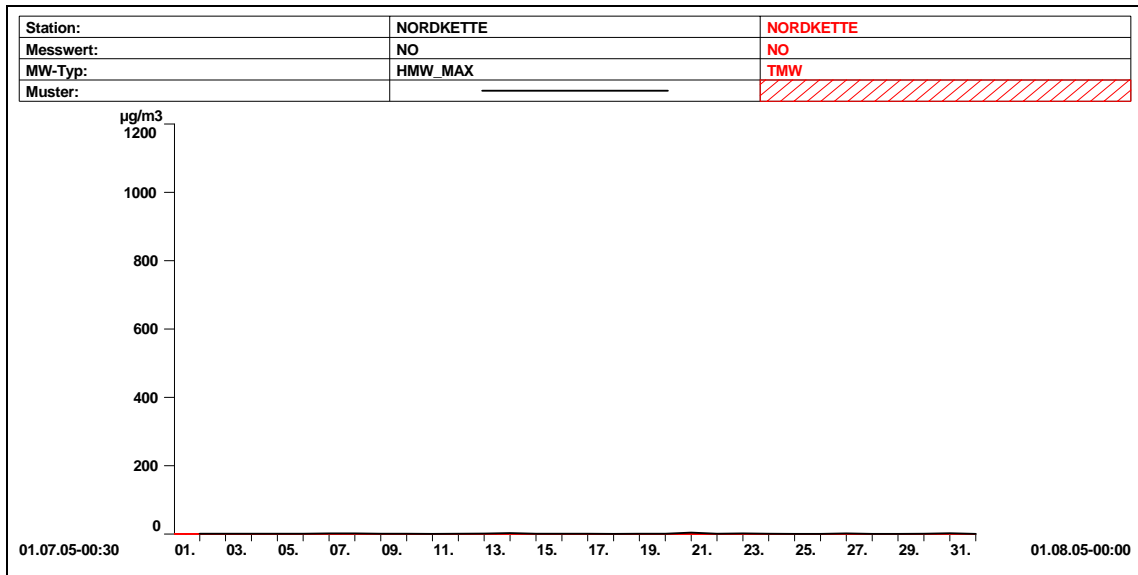 Station: NORDKETTE NORDKETTE
Messwert: NO NO
MW-Typ: HMW_MAX TMW
Muster:
µg/m3
1200
1000
800
600
400
200
0
01.07.05-00:30 01. 03. 05. 07. 09. 11. 13. 15. 17. 19. 21. 23. 25. 27. 29. 31. 01.08.05-00:00